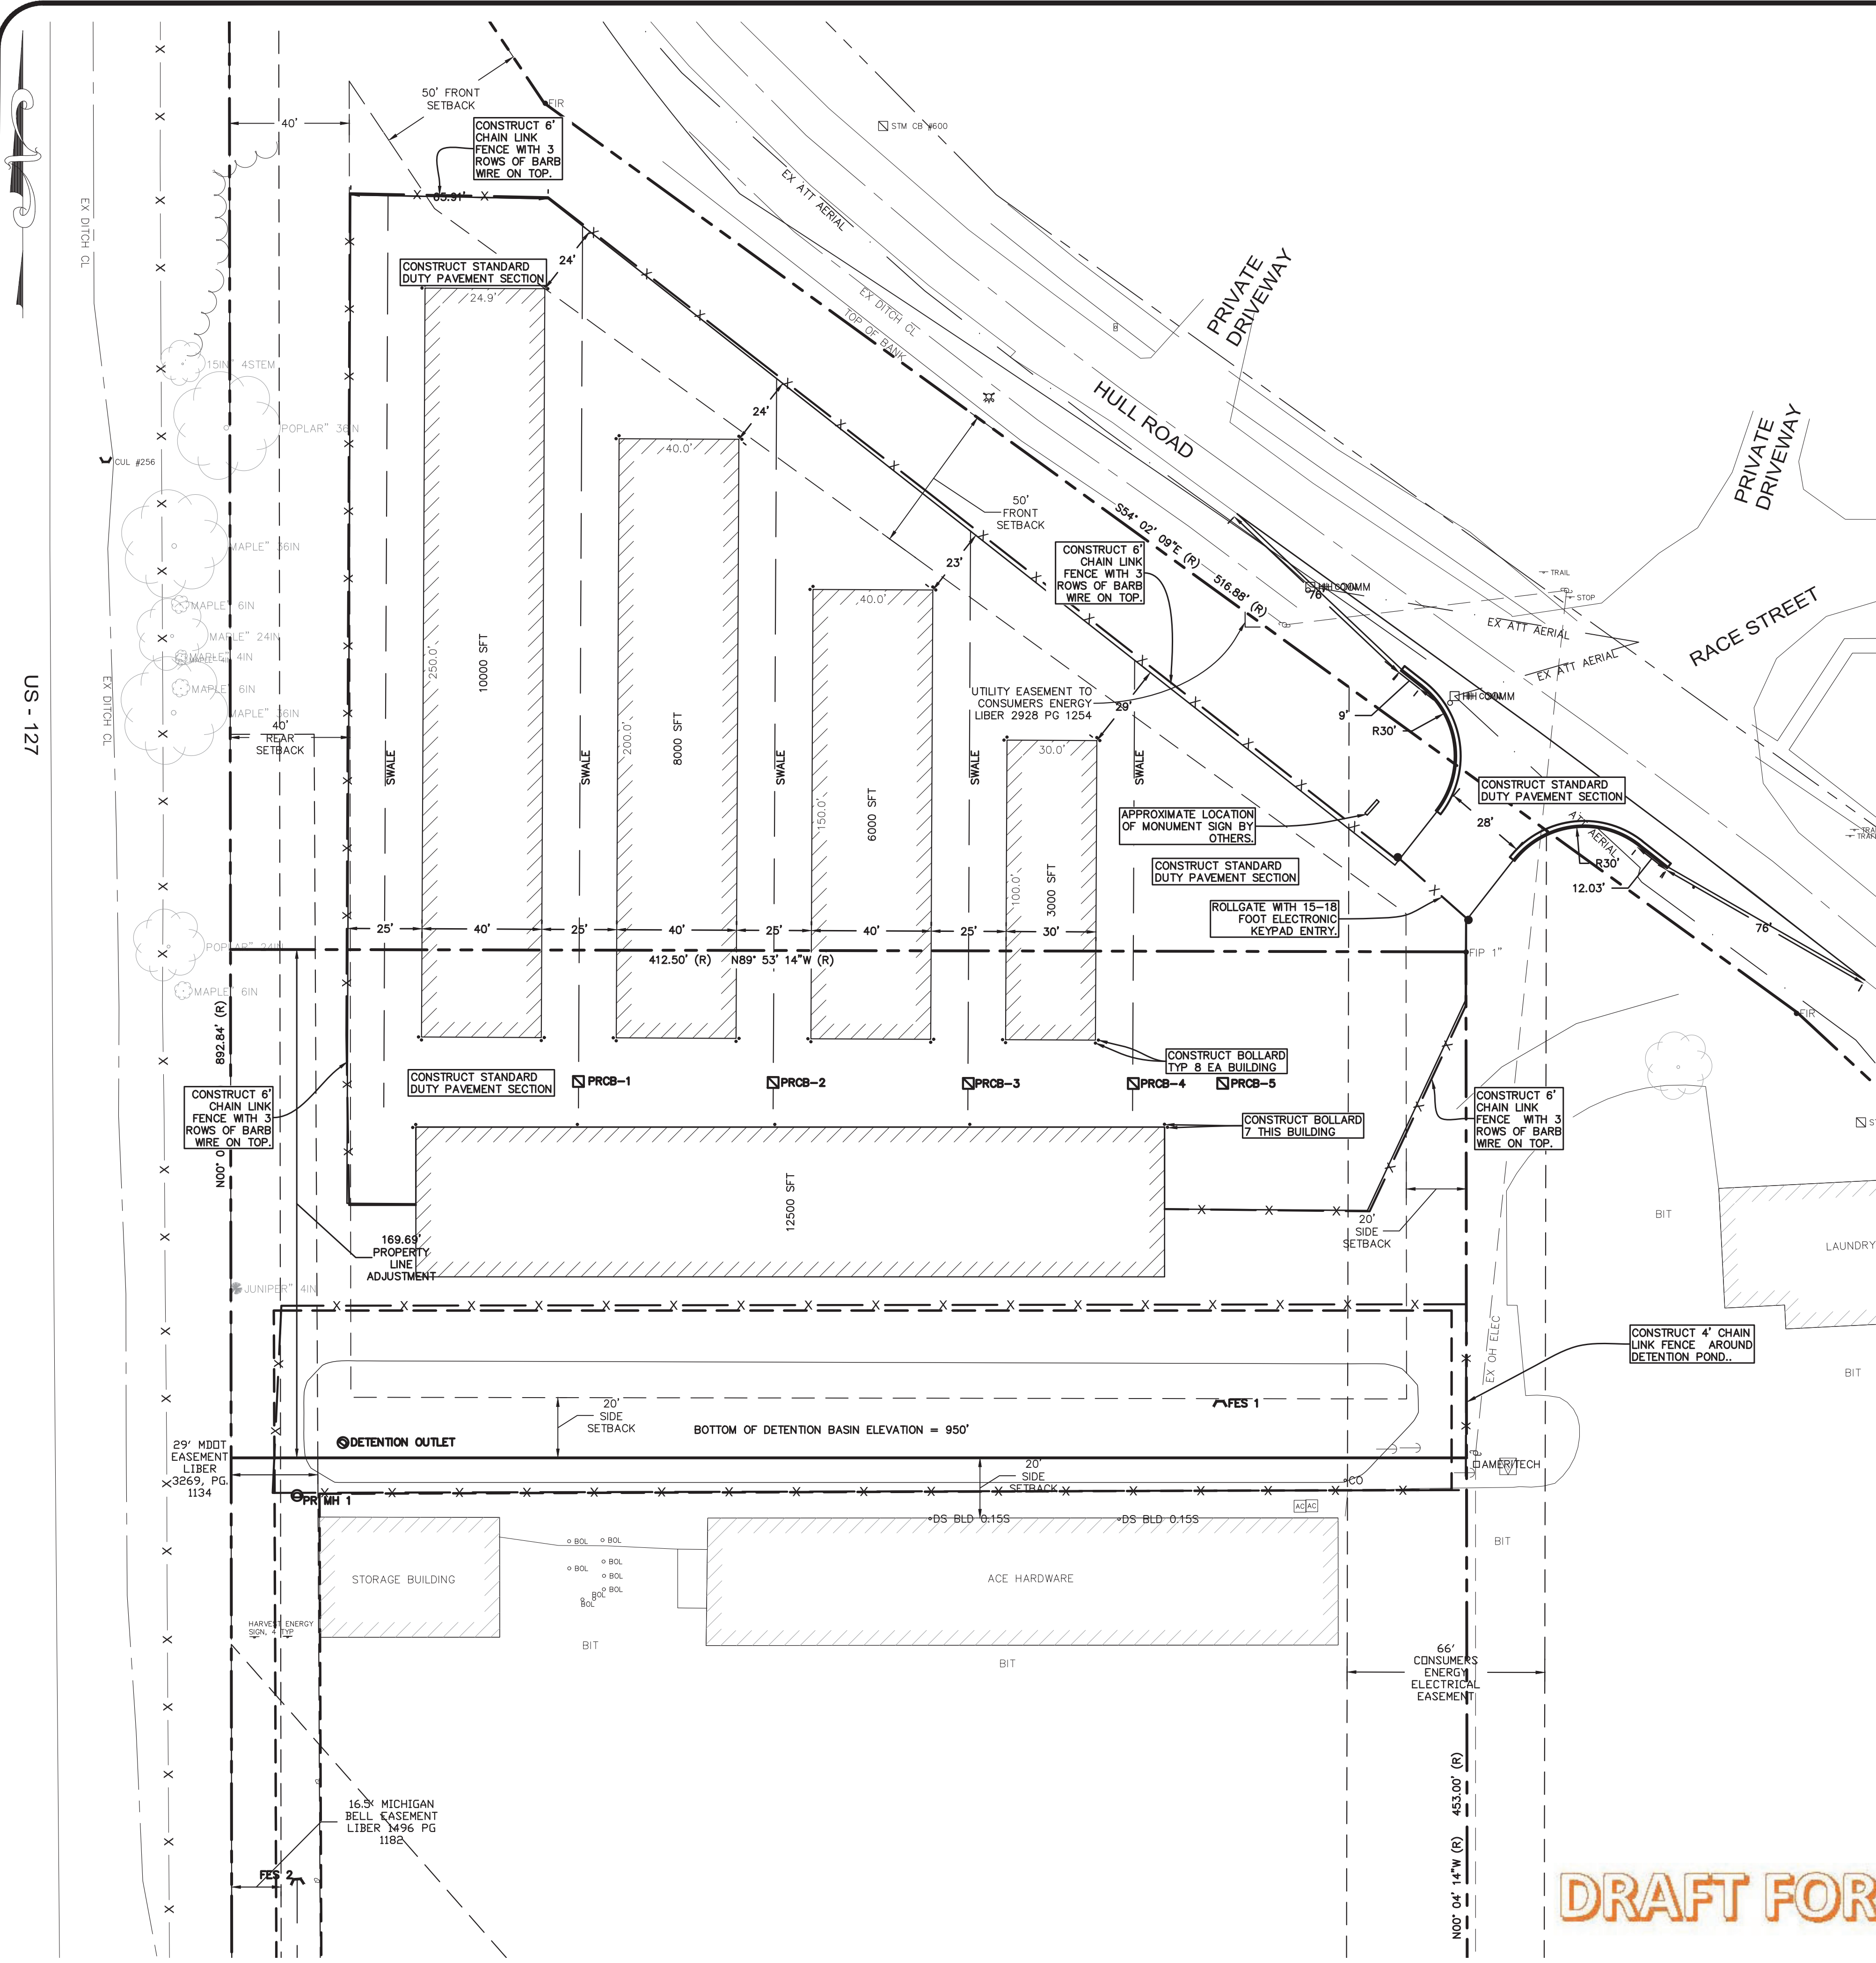 50' FRONT
SETBACK
FIR
40'
CONSTRUCT 6'
CHAIN LINK
FENCE WITH 3
ROWS OF BARB
WIRE ON TOP.
STM CB #600
65.91'
EX ATT AERIAL
EX DITCH CL
24'
CONSTRUCT STANDARD
DUTY PAVEMENT SECTION
24.9'
PRIVATE
DRIVEWAY
EX DITCH CL
TOP OF BANK
HULL ROAD
15IN" 4STEM
POPLAR" 36IN
24'
40.0'
CUL #256
PRIVATE
DRIVEWAY
50'
FRONT
SETBACK
S54° 02' 09"E (R)
516.88' (R)
MAPLE" 36IN
CONSTRUCT 6'
CHAIN LINK
FENCE WITH 3
ROWS OF BARB
WIRE ON TOP.
23'
40.0'
76'
TRAIL
STOP
MAPLE" 6IN
MAPLE" 24IN
MAPLE" 4IN
MAPLE" 6IN
MAPLE" 36IN
EX ATT AERIAL
EX ATT AERIAL
RACE STREET
250.0'
10000 SFT
US - 127
EX DITCH CL
40'
REAR
SETBACK
UTILITY EASEMENT TO
CONSUMERS ENERGY
LIBER 2928 PG 1254
29'
9'
R30'
200.0'
8000 SFT
30.0'
SWALE
SWALE
SWALE
SWALE
SWALE
CONSTRUCT STANDARD
DUTY PAVEMENT SECTION
150.0'
6000 SFT
APPROXIMATE LOCATION
OF MONUMENT SIGN BY
OTHERS.
28'
ATT AERIAL
R30'
12.03'
CONSTRUCT STANDARD
DUTY PAVEMENT SECTION
1000.0'
3000 SFT
ROLLGATE WITH 15-18
FOOT ELECTRONIC
KEYPAD ENTRY.
76'
25'
40'
25'
40'
25'
40'
25'
30'
POPLAR" 24IN
412.50' (R) N89° 53' 14"W (R)
FIP 1"
MAPLE" 6IN
FIR
892.84' (R)
N00° 0
CONSTRUCT BOLLARD
TYP 8 EA BUILDING
CONSTRUCT STANDARD
DUTY PAVEMENT SECTION
PRCB-1
PRCB-2
PRCB-3
PRCB-4
PRCB-5
CONSTRUCT 6'
CHAIN LINK
FENCE WITH 3
ROWS OF BARB
WIRE ON TOP.
CONSTRUCT 6'
CHAIN LINK
FENCE WITH 3
ROWS OF BARB
WIRE ON TOP.
CONSTRUCT BOLLARD
7 THIS BUILDING
12500 SFT
20'
SIDE
SETBACK
BIT
LAUNDRY
169.69'
PROPERTY
LINE
ADJUSTMENT
JUNIPER" 4IN
EX OH ELEC
CONSTRUCT 4' CHAIN
LINK FENCE AROUND
DETENTION POND..
BIT
20'
SIDE
SETBACK
FES 1
BOTTOM OF DETENTION BASIN ELEVATION = 950'
DETENTION OUTLET
29' MDOT
EASEMENT
LIBER
3269, PG.
1134
20'
SIDE
SETBACK
AMERITECH
CO
PR MH 1
AC AC
DS BLD 0.15S
DS BLD 0.15S
BIT
BOL
BOL
BOL
BOL
BOL
BOL
BOL
BOL
STORAGE BUILDING
ACE HARDWARE
HARVEST ENERGY
SIGN, 4 TYP
BIT
BIT
66'
CONSUMERS
ENERGY
ELECTRICAL
EASEMENT
16.5' MICHIGAN
BELL EASEMENT
LIBER 1496 PG
1182
FES 2
N00° 04' 14"W (R) 453.00' (R)
DRAFT FOR